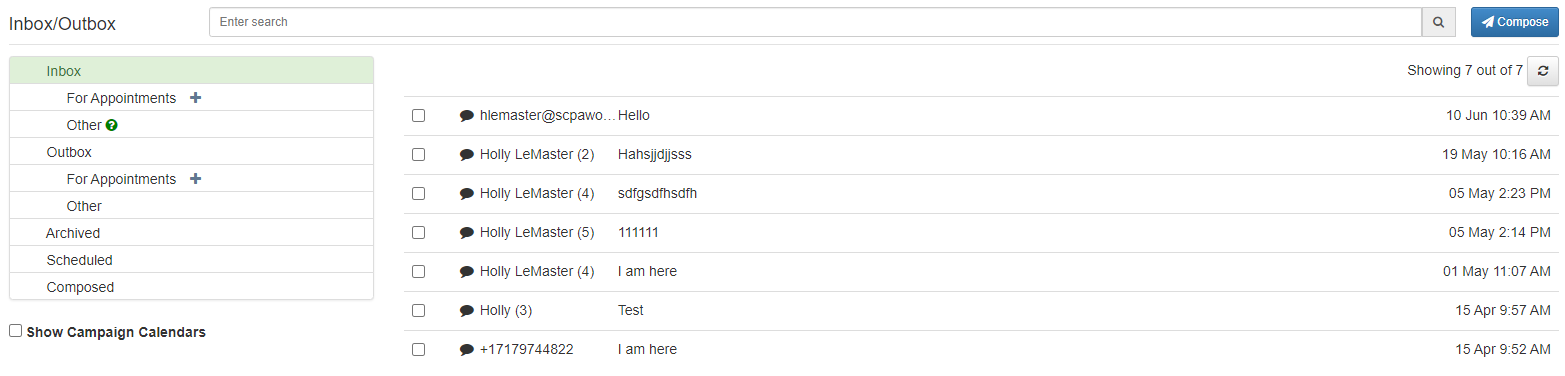 Inbox/Outbox
Enter search
Compose
Inbox
For Appointments
Other
Outbox
For Appointments
Other
Archived
Scheduled
Composed
Show Campaign Calendars
Showing 7 out of 7
hlemaster@scpawo... Hello 10 Jun 10:39 AM
Holly LeMaster (2) Hahsjjdjjsss 19 May 10:16 AM
Holly LeMaster (4) sdfgsdfhsdfh 05 May 2:23 PM
Holly LeMaster (5) 111111 05 May 2:14 PM
Holly LeMaster (4) I am here 01 May 11:07 AM
Holly (3) Test 15 Apr 9:57 AM
+17179744822 I am here 15 Apr 9:52 AM